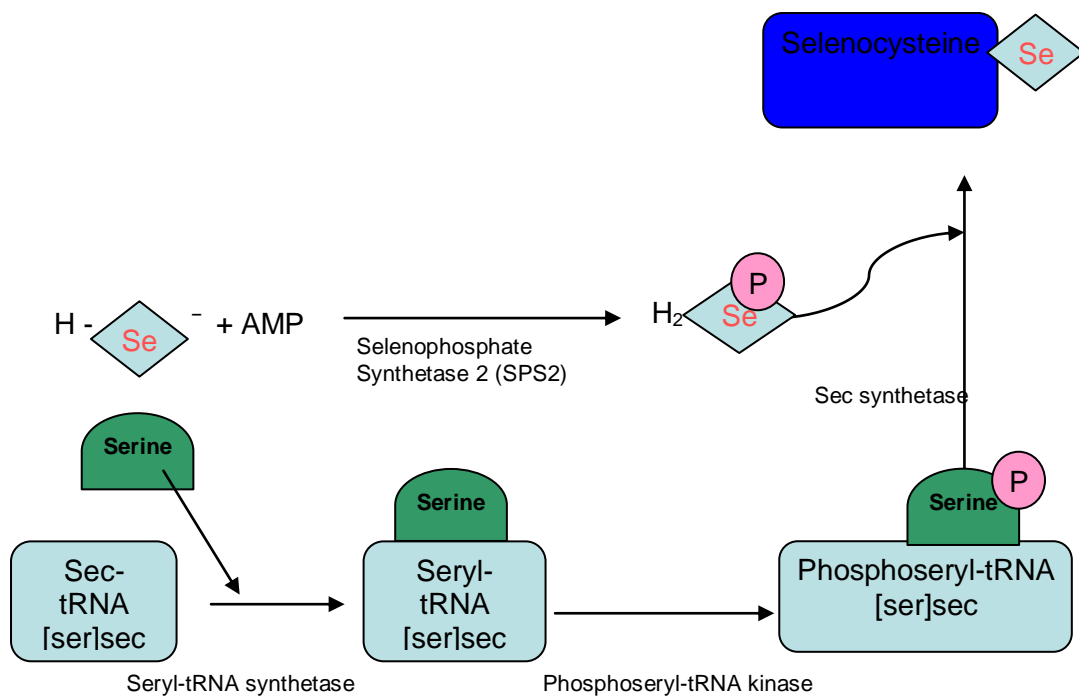 Selenocysteine
Se
H - Se − + AMP
Selenophosphate
Synthetase 2 (SPS2)
H2 Se P
Sec synthetase
Serine
Serine
Serine P
Sec-
tRNA
[ser]sec
Seryl-
tRNA
[ser]sec
Phosphoseryl-tRNA
[ser]sec
Seryl-tRNA synthetase
Phosphoseryl-tRNA kinase